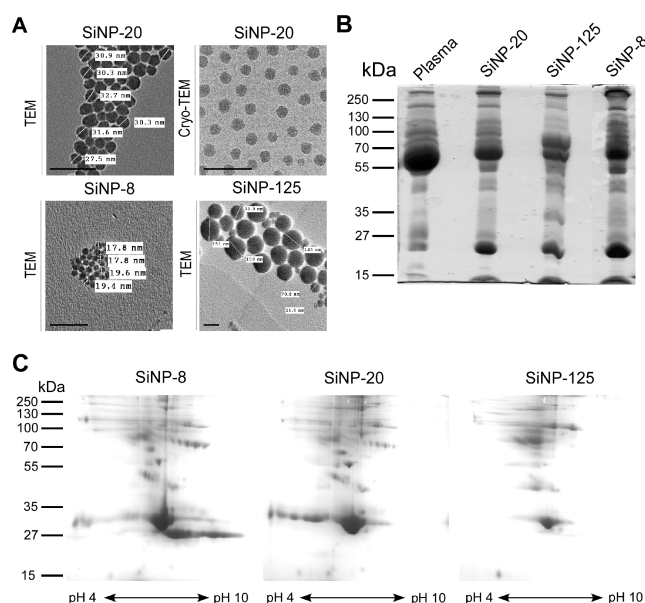 A
SiNP-20
SiNP-20
TEM
30.9 nm
30.3 nm
32.7 nm
30.3 nm
31.6 nm
27.5 nm
Cryo-TEM
SiNP-8
SiNP-125
TEM
17.8 nm
17.8 nm
19.6 nm
19.4 nm
TEM
B
kDa
Plasma
SiNP-20
SiNP-125
SiNP-8
250
130
100
70
55
35
27
15
C
kDa
SiNP-8
SiNP-20
SiNP-125
250
130
100
70
55
35
27
15
pH 4
pH 10
pH 4
pH 10
pH 4
pH 10